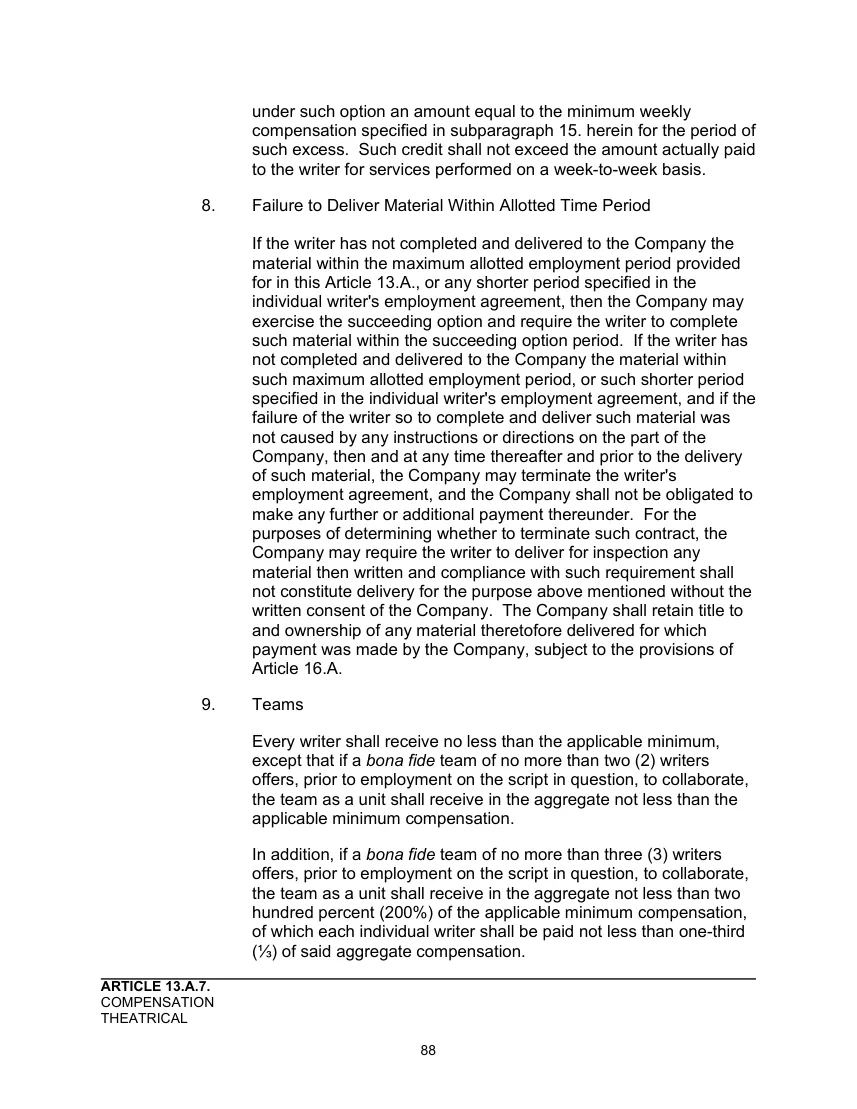 under such option an amount equal to the minimum weekly
compensation specified in subparagraph 15. herein for the period of
such excess.  Such credit shall not exceed the amount actually paid
to the writer for services performed on a week-to-week basis.
8. Failure to Deliver Material Within Allotted Time Period
If the writer has not completed and delivered to the Company the
material within the maximum allotted employment period provided
for in this Article 13.A., or any shorter period specified in the
individual writer's employment agreement, then the Company may
exercise the succeeding option and require the writer to complete
such material within the succeeding option period.  If the writer has
not completed and delivered to the Company the material within
such maximum allotted employment period, or such shorter period
specified in the individual writer's employment agreement, and if the
failure of the writer so to complete and deliver such material was
not caused by any instructions or directions on the part of the
Company, then and at any time thereafter and prior to the delivery
of such material, the Company may terminate the writer's
employment agreement, and the Company shall not be obligated to
make any further or additional payment thereunder.  For the
purposes of determining whether to terminate such contract, the
Company may require the writer to deliver for inspection any
material then written and compliance with such requirement shall
not constitute delivery for the purpose above mentioned without the
written consent of the Company.  The Company shall retain title to
and ownership of any material theretofore delivered for which
payment was made by the Company, subject to the provisions of
Article 16.A.
9. Teams
Every writer shall receive no less than the applicable minimum,
except that if a bona fide team of no more than two (2) writers
offers, prior to employment on the script in question, to collaborate,
the team as a unit shall receive in the aggregate not less than the
applicable minimum compensation.
In addition, if a bona fide team of no more than three (3) writers
offers, prior to employment on the script in question, to collaborate,
the team as a unit shall receive in the aggregate not less than two
hundred percent (200%) of the applicable minimum compensation,
of which each individual writer shall be paid not less than one-third
(⅓) of said aggregate compensation.
ARTICLE 13.A.7.
COMPENSATION
THEATRICAL
88